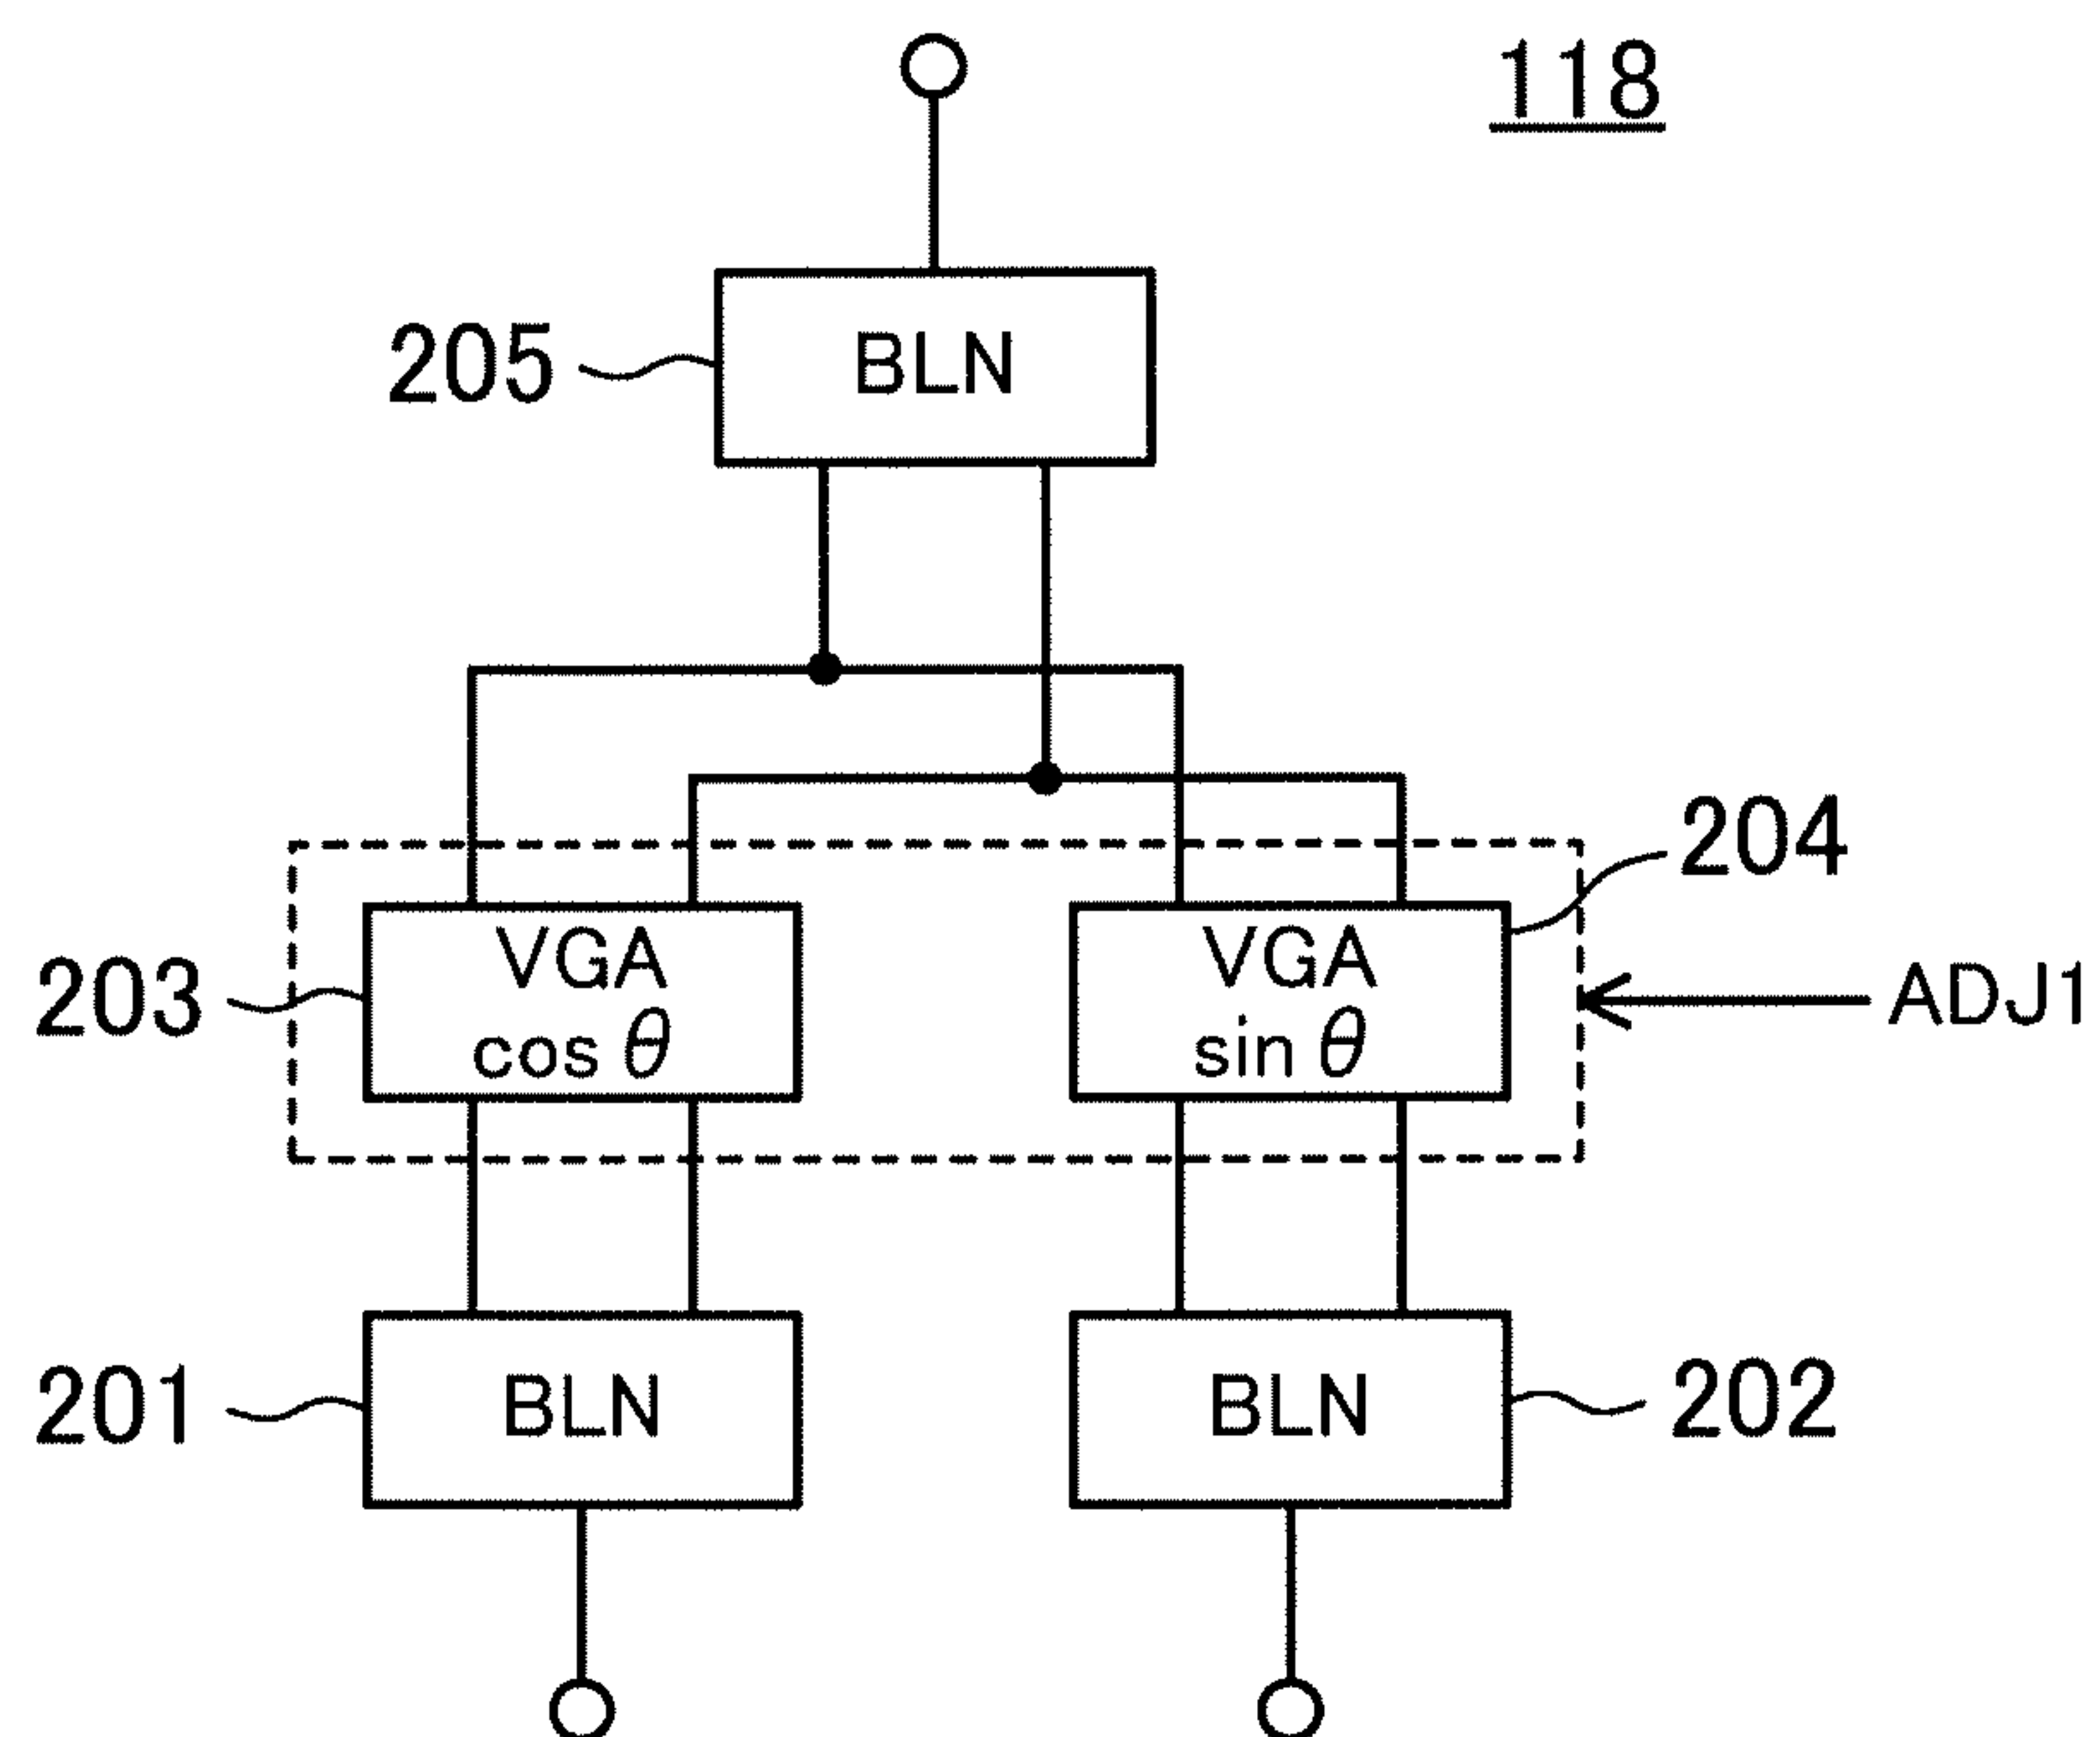 118
205
BLN
204
203
VGA
cos θ
VGA
sin θ
ADJ1
201
BLN
BLN
202